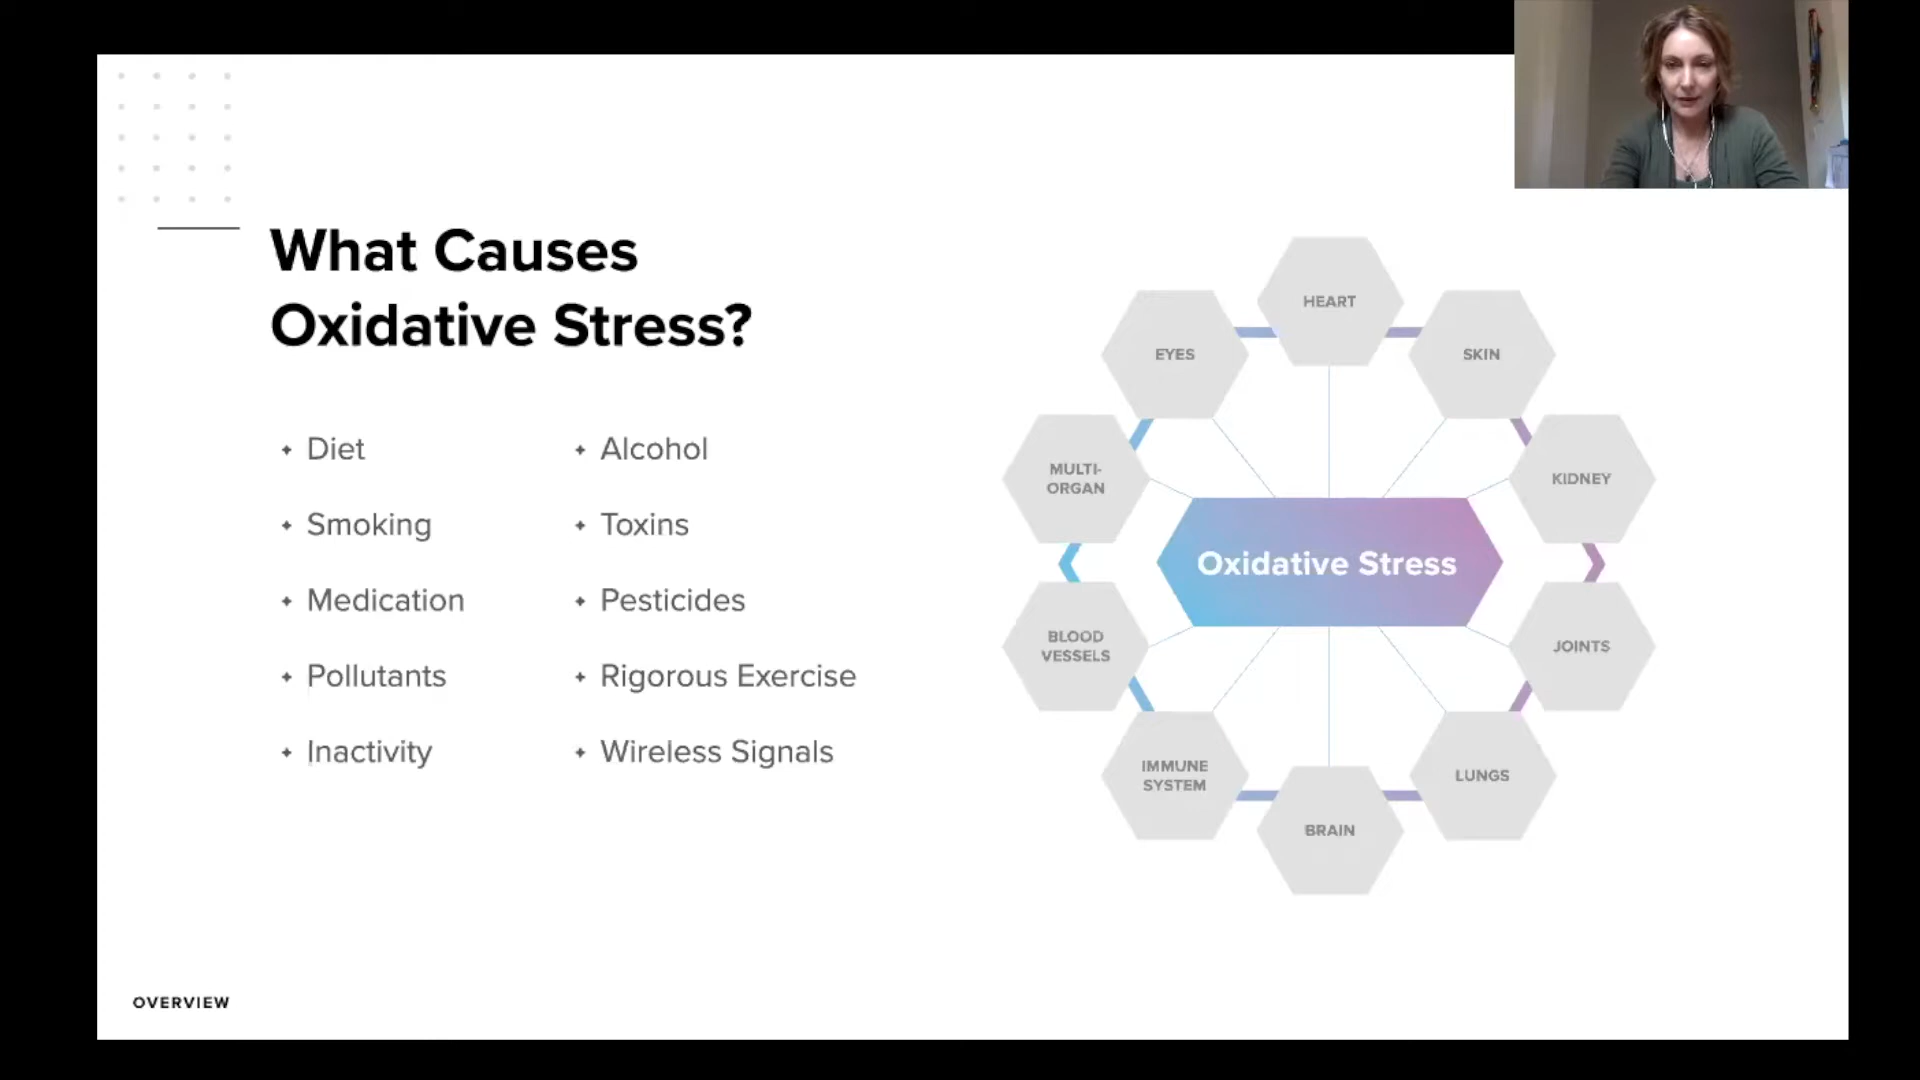 What Causes
Oxidative Stress?
Diet
Smoking
Medication
Pollutants
Inactivity
Alcohol
Toxins
Pesticides
Rigorous Exercise
Wireless Signals
HEART
SKIN
KIDNEY
JOINTS
LUNGS
BRAIN
IMMUNE
SYSTEM
BLOOD
VESSELS
MULTI-
ORGAN
EYES
Oxidative Stress
OVERVIEW